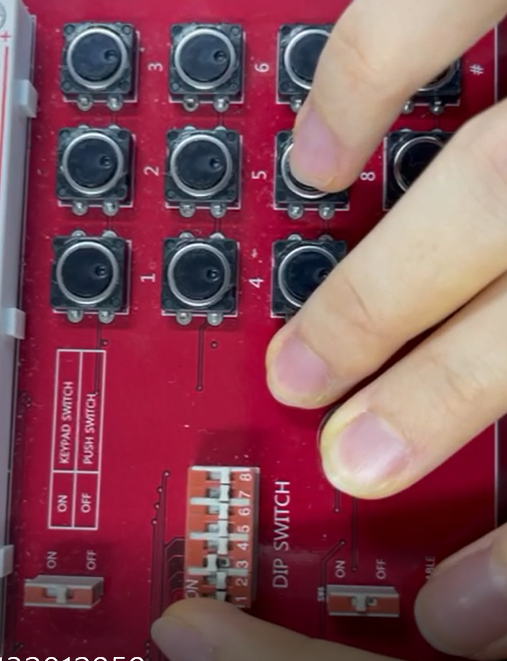 3
6
#
2
5
8
1
4
KEYPAD SWITCH
PUSH SWITCH
ON
OFF
ON
OFF
ON
1 2 3 4 5 6 7 8
DIP SWITCH
ON
OFF